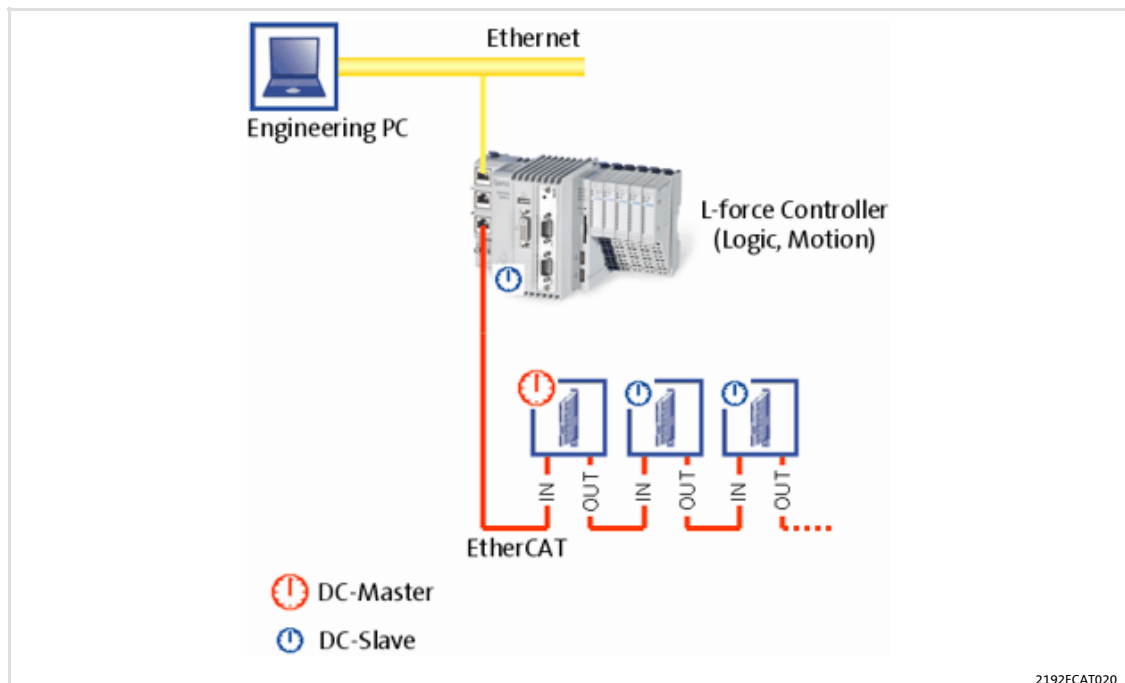 Ethernet
Engineering PC
L-force Controller
(Logic, Motion)
IN
OUT
IN
OUT
IN
OUT
EtherCAT
DC-Master
DC-Slave
2192ECAT020